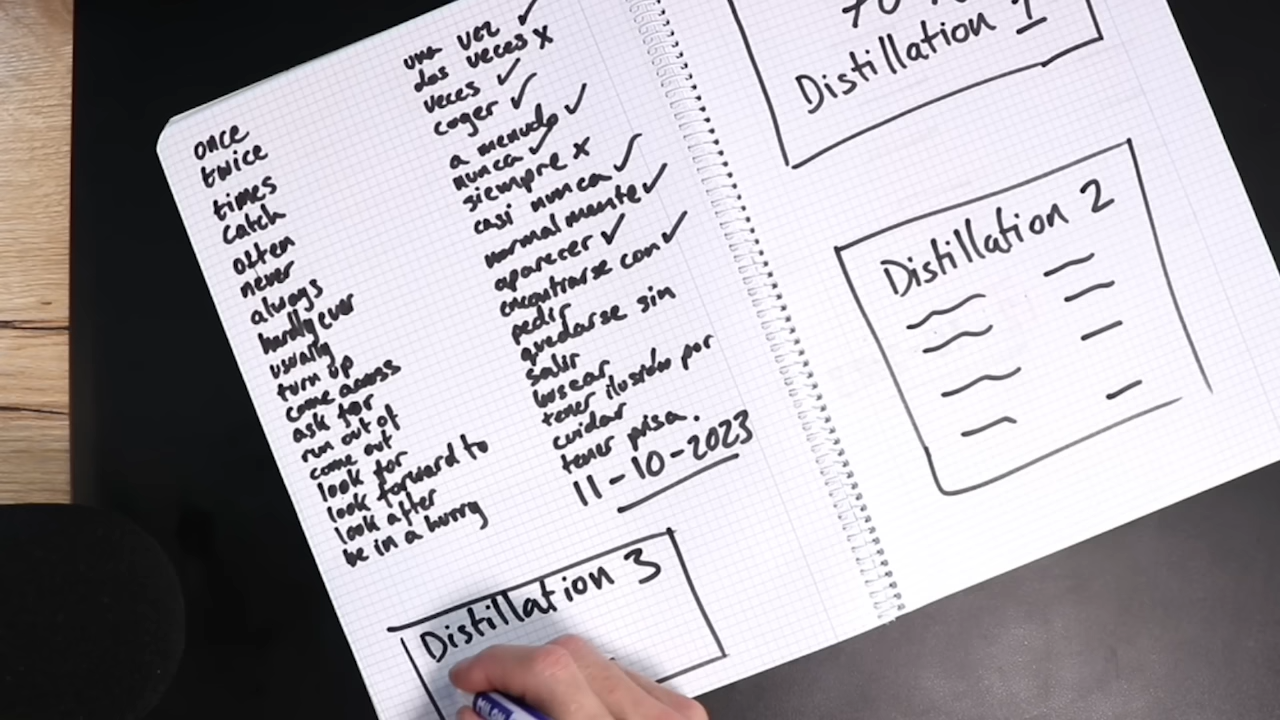 once
twice
times
catch
often
never
always
hardly ever
usually
turn up
come across
ask for
run out of
come out
look for
look forward to
look after
be in a hurry
una vez ✓
dos veces x
veces ✓
coger ✓
a menudo ✓
nunca ✓
siempre x
casi nunca ✓
normalmente ✓
aparecer ✓
encontrarse con ✓
pedir
quedarse sin
salir
buscar
tener ilusión por
cuidar
tener prisa.
11-10-2023
Distillation 3
Distillation 1
Distillation 2